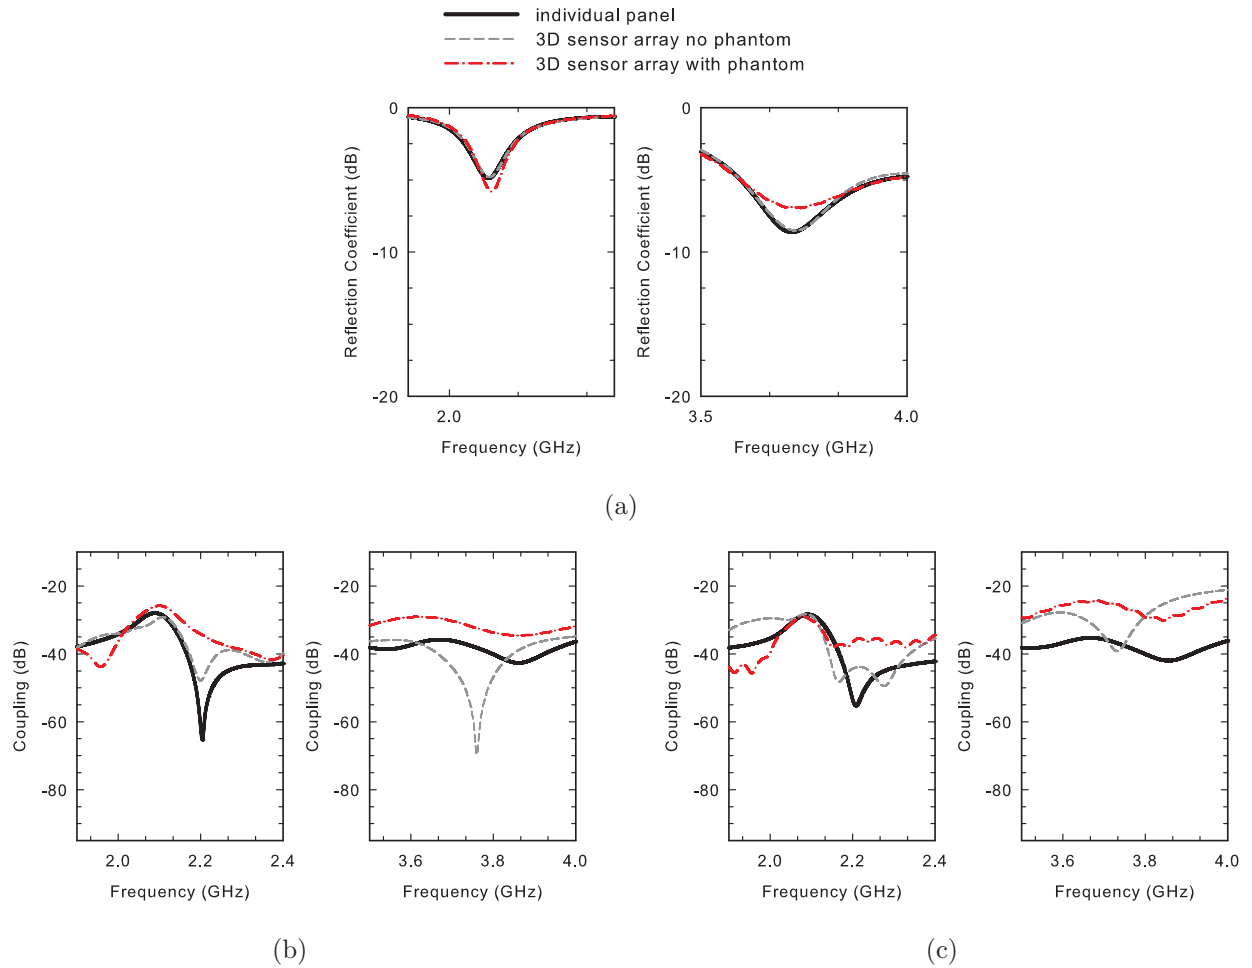 individual panel
3D sensor array no phantom
3D sensor array with phantom
0
-10
-20
Reflection Coefficient (dB)
2.0
Frequency (GHz)
0
-10
-20
Reflection Coefficient (dB)
3.5 4.0
Frequency (GHz)
(a)
-20
-40
-60
-80
Coupling (dB)
2.0 2.2 2.4
Frequency (GHz)
-20
-40
-60
-80
Coupling (dB)
3.6 3.8 4.0
Frequency (GHz)
(b)
-20
-40
-60
-80
Coupling (dB)
2.0 2.2 2.4
Frequency (GHz)
-20
-40
-60
-80
Coupling (dB)
3.6 3.8 4.0
Frequency (GHz)
(c)